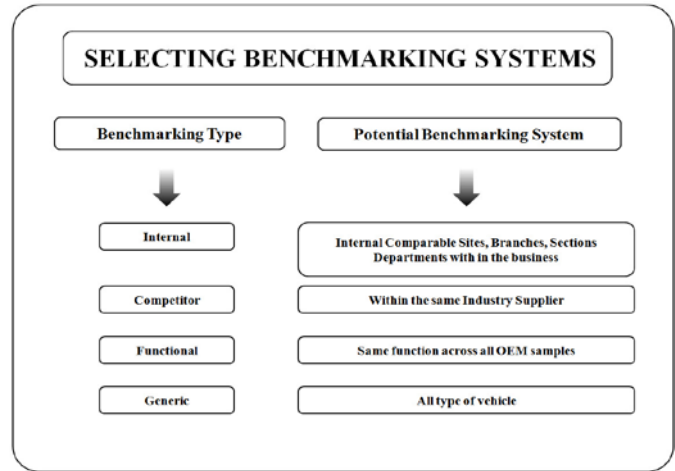 SELECTING BENCHMARKING SYSTEMS
Benchmarking Type
Potential Benchmarking System
Internal
Internal Comparable Sites, Branches, Sections
Departments with in the business
Competitor
Within the same Industry Supplier
Functional
Same function across all OEM samples
Generic
All type of vehicle